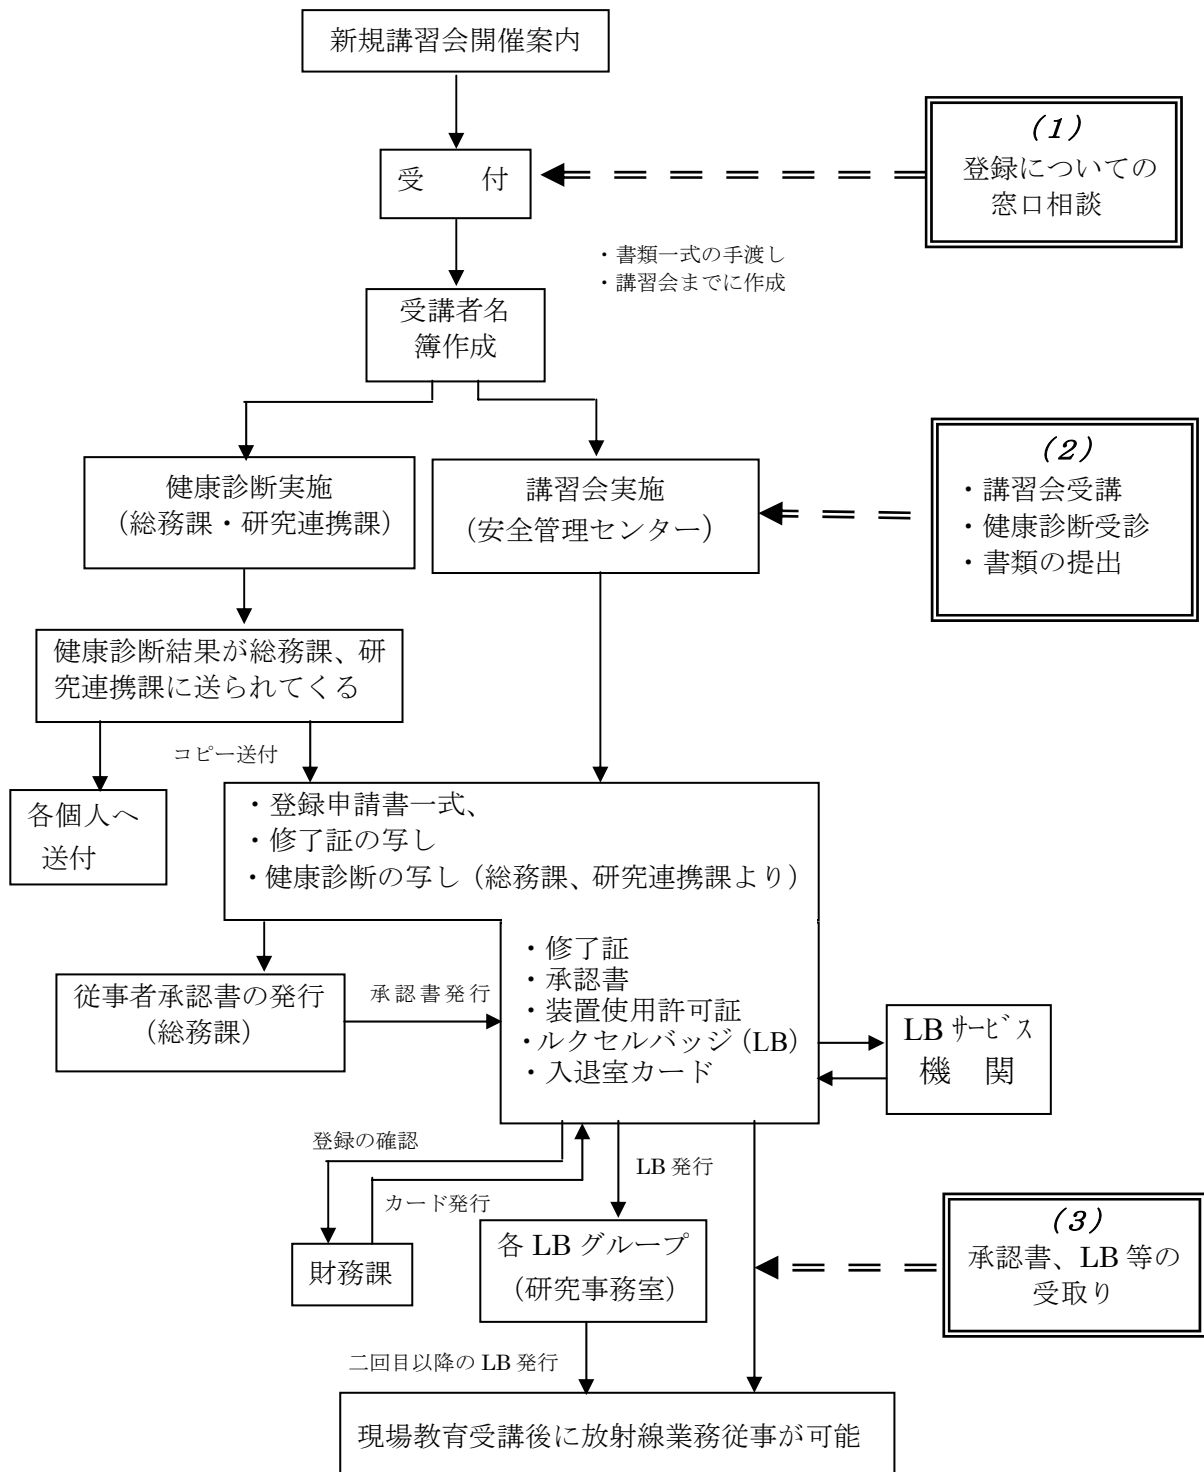 新規講習会開催案内
(1)
登録についての
窓口相談
受　付
・書類一式の手渡し
・講習会までに作成
受講者名
簿作成
(2)
・講習会受講
・健康診断受診
・書類の提出
健康診断実施
（総務課・研究連携課）
講習会実施
（安全管理センター）
健康診断結果が総務課、研
究連携課に送られてくる
コピー送付
各個人へ
送付
・登録申請書一式、
・修了証の写し
・健康診断の写し（総務課、研究連携課より）
・修了証
・承認書
・装置使用許可証
・ルクセルバッジ（LB）
・入退室カード
従事者承認書の発行
（総務課）
承認書発行
LB ｻｰﾋﾞｽ
機　関
登録の確認
カード発行
LB 発行
財務課
各 LB グループ
（研究事務室）
(3)
承認書、LB 等の
受取り
二回目以降の LB 発行
現場教育受講後に放射線業務従事が可能